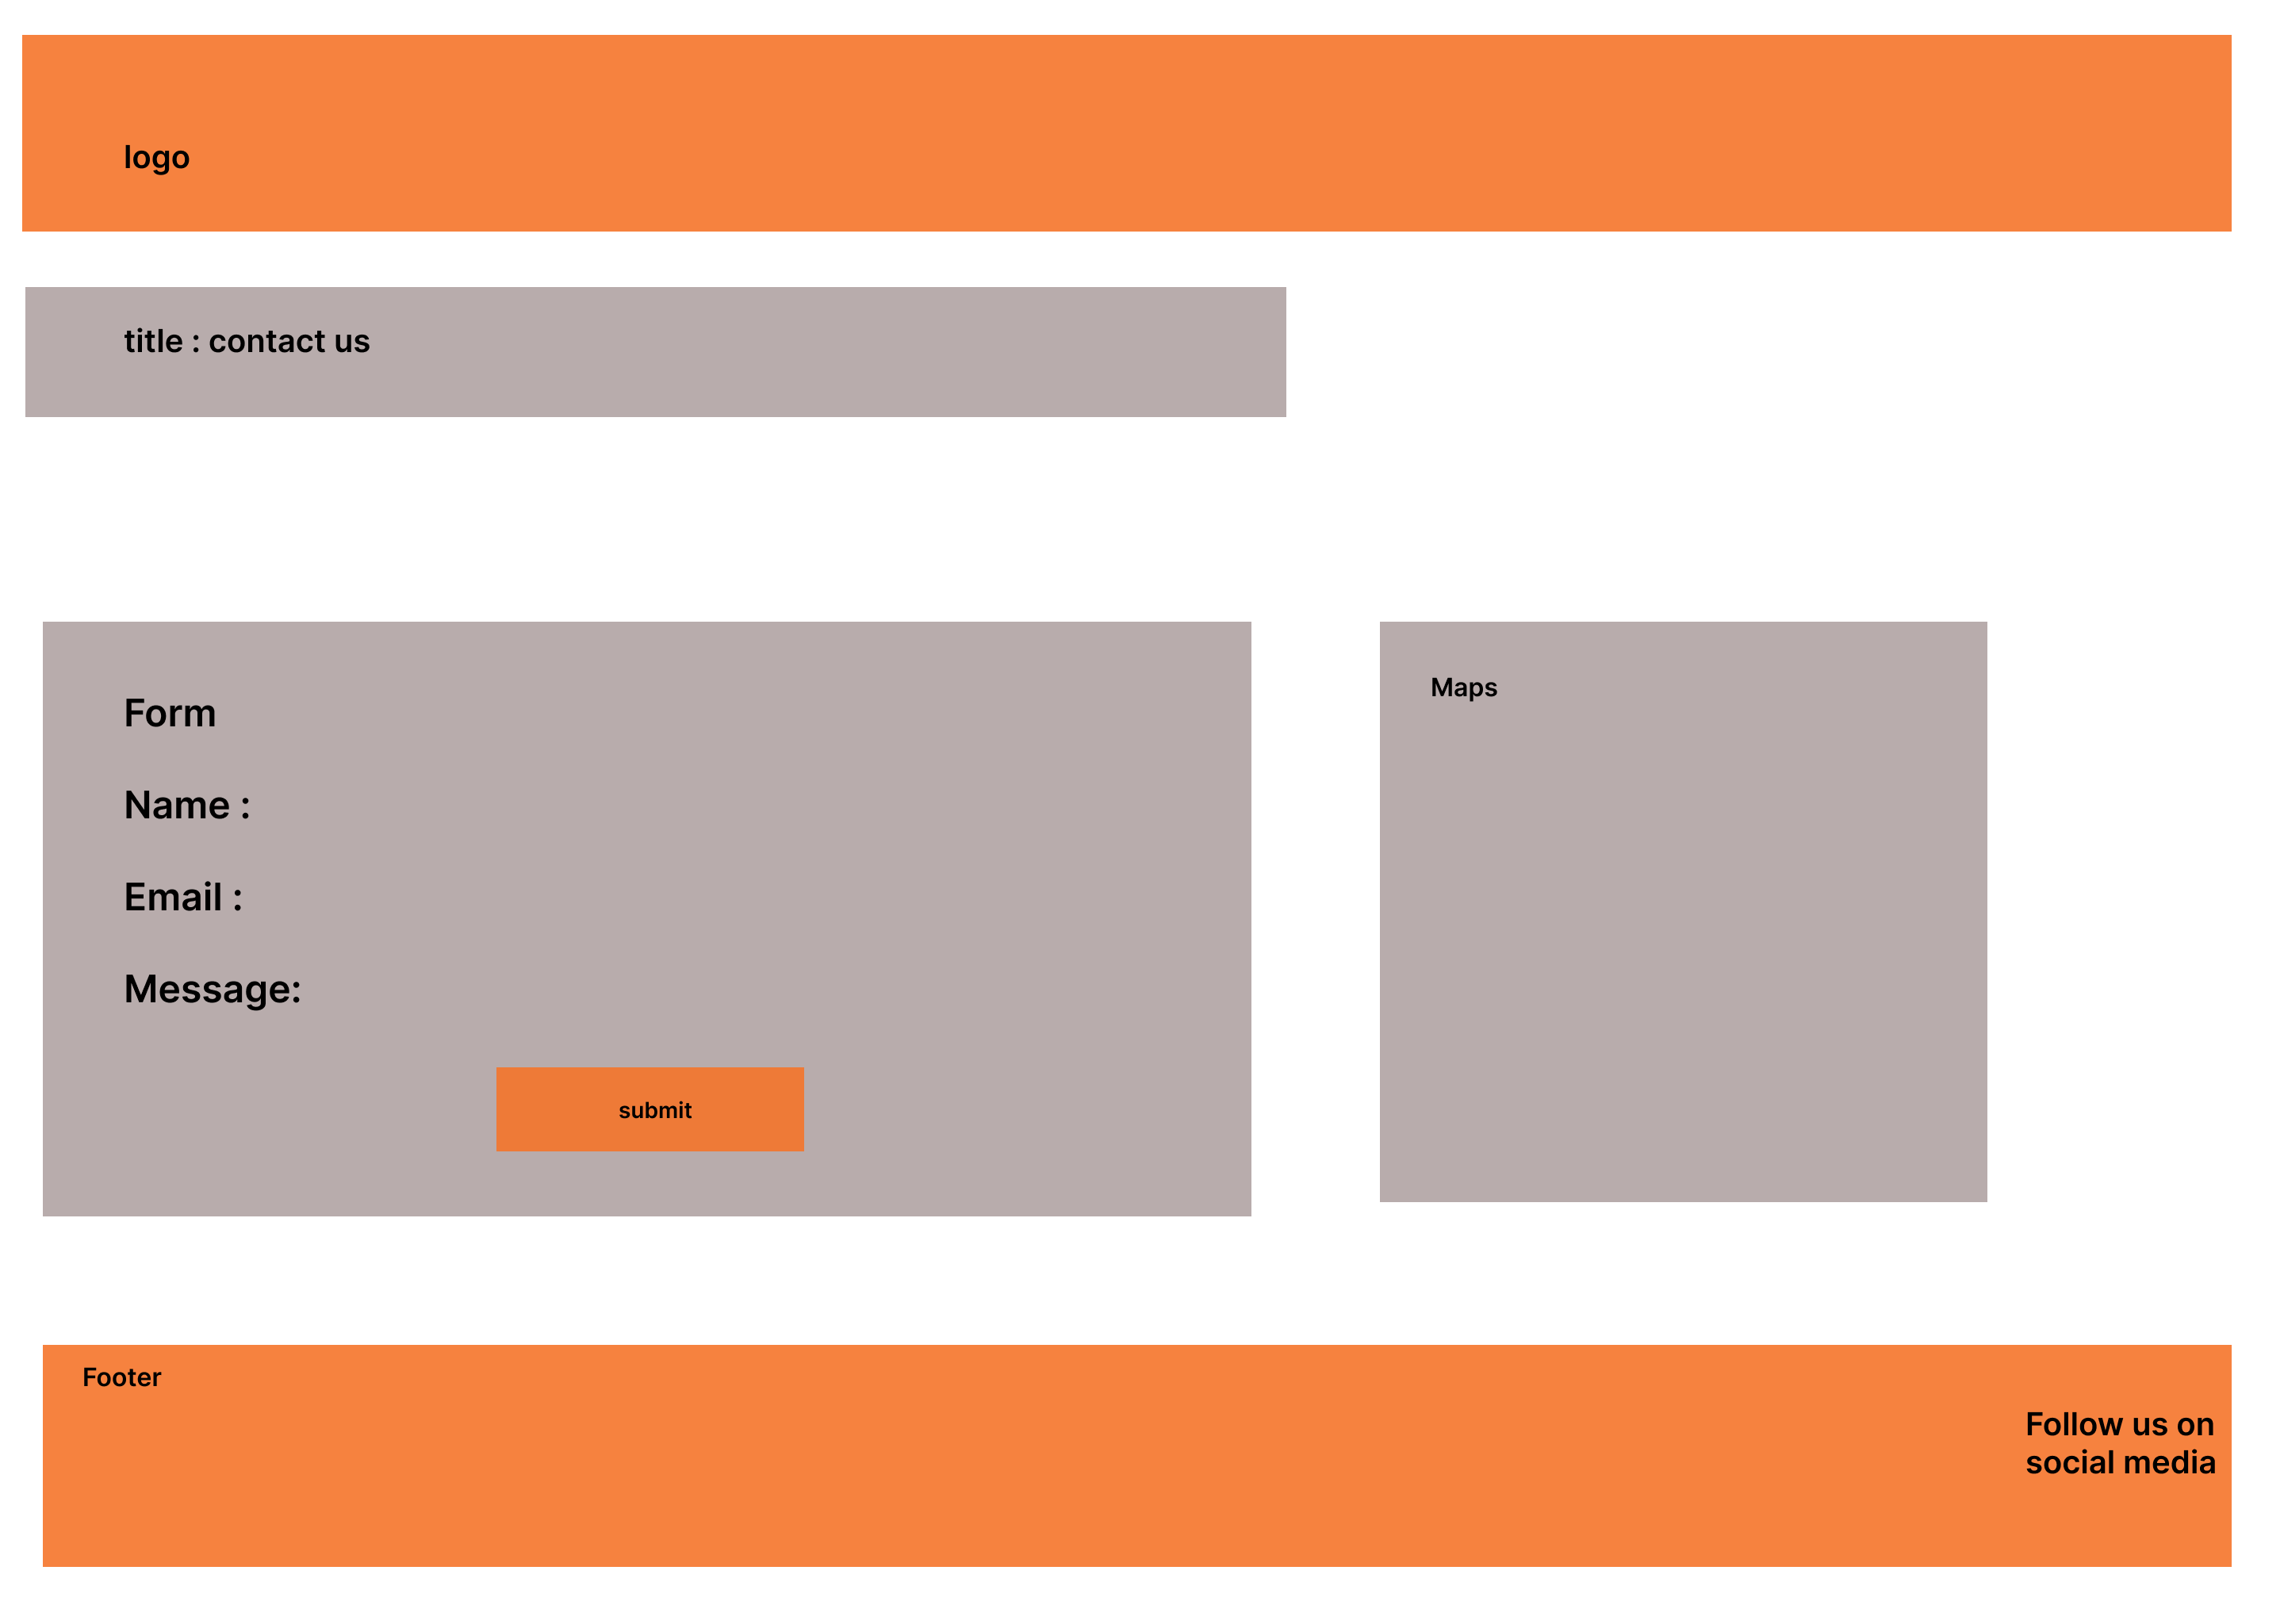 logo
title : contact us
Form
Name :
Email :
Message:
submit
Maps
Footer
Follow us on
social media